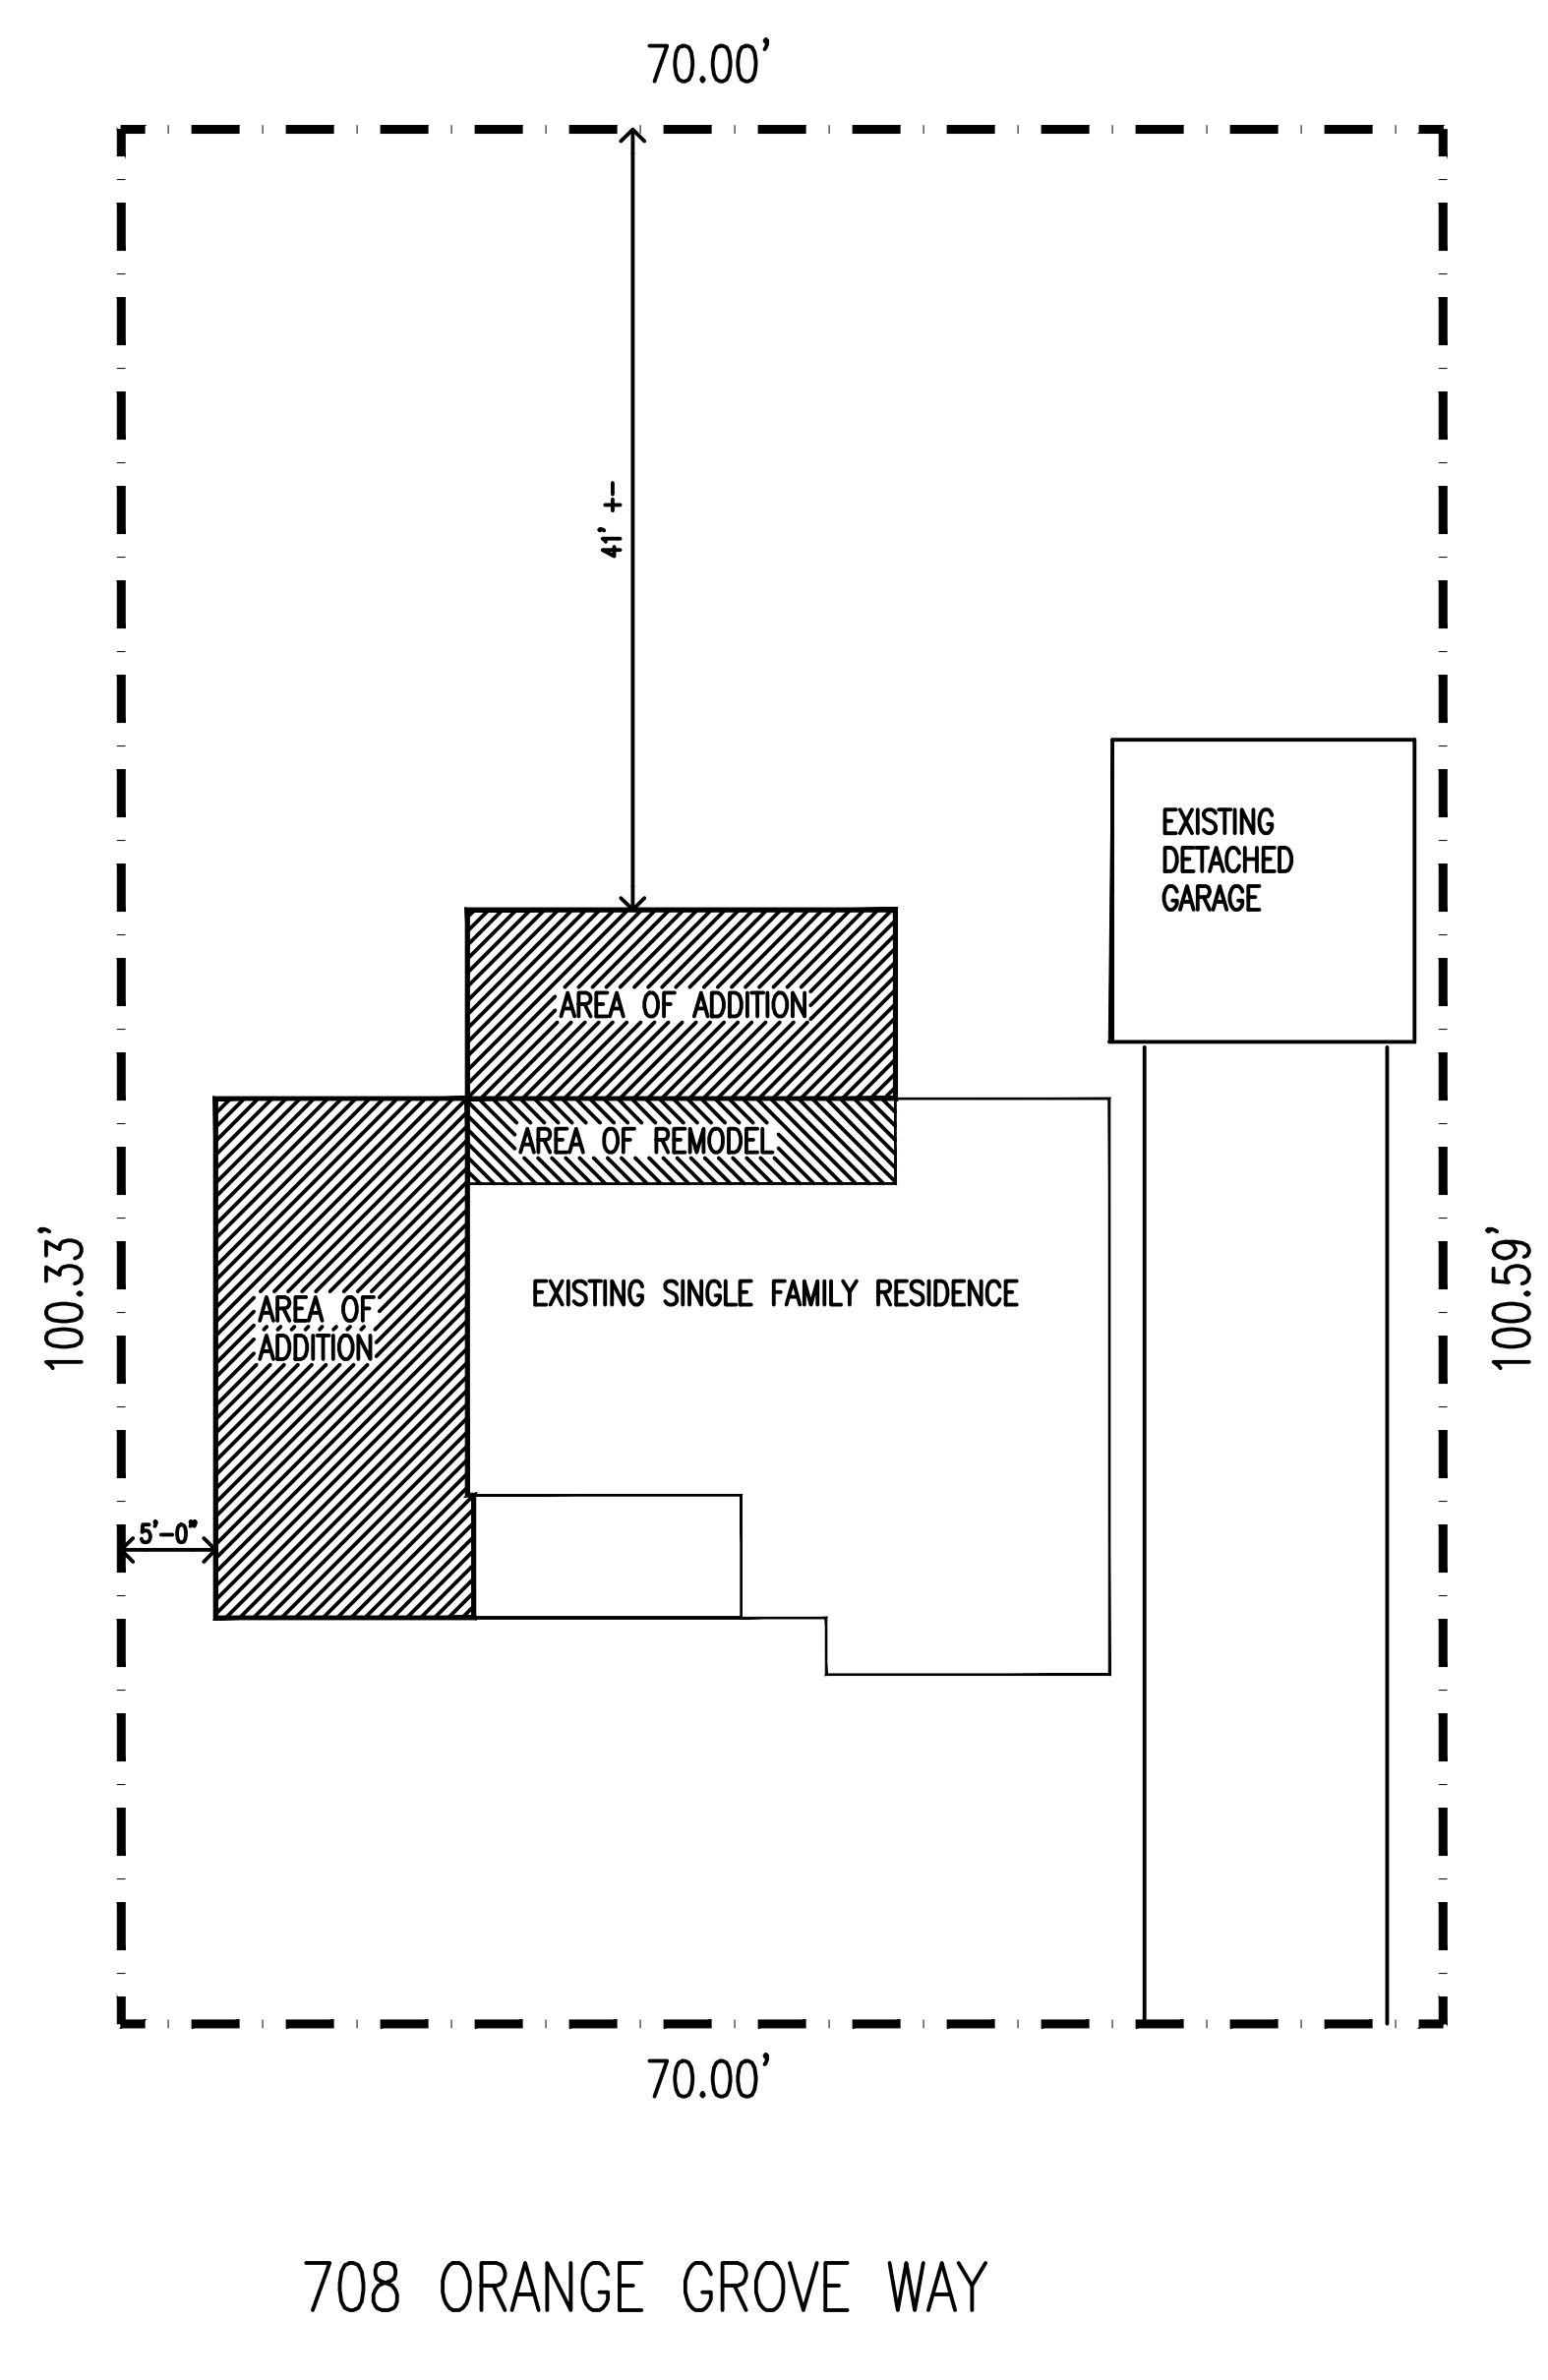 70.00'
41' +-
EXISTING
DETACHED
GARAGE
AREA OF ADDITION
AREA OF REMODEL
100.33'
100.59'
EXISTING SINGLE FAMILY RESIDENCE
AREA OF
ADDITION
5'-0"
70.00'
708 ORANGE GROVE WAY